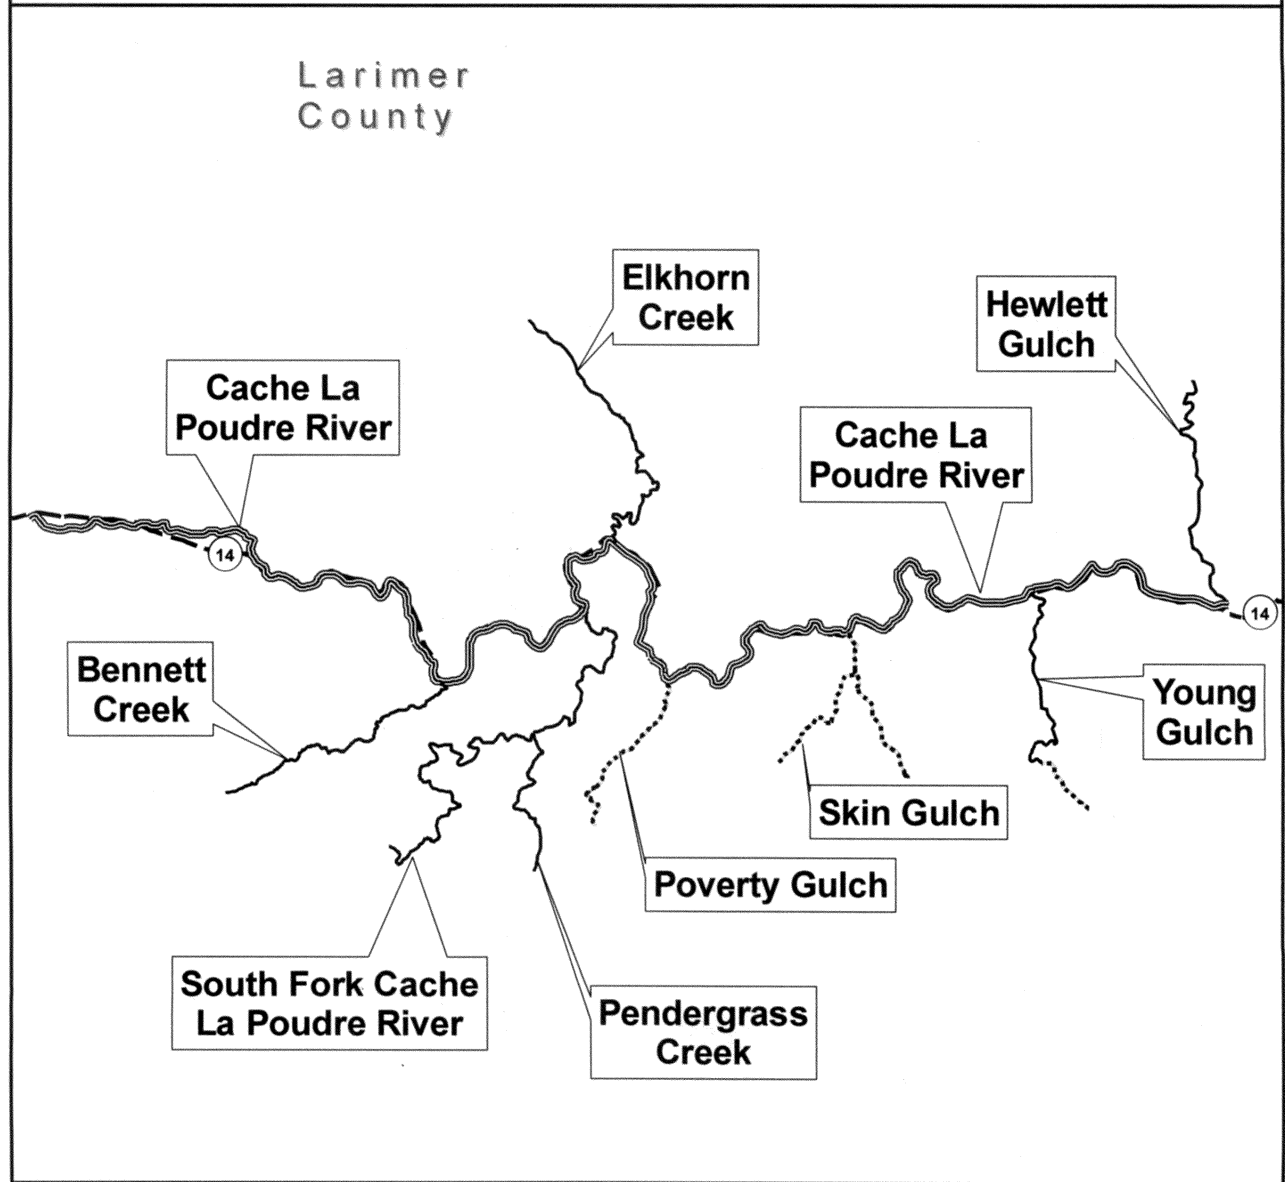 Larimer
County
Elkhorn
Creek
Hewlett
Gulch
Cache La
Poudre River
Cache La
Poudre River
14
14
Bennett
Creek
Young
Gulch
Skin Gulch
Poverty Gulch
South Fork Cache
La Poudre River
Pendergrass
Creek